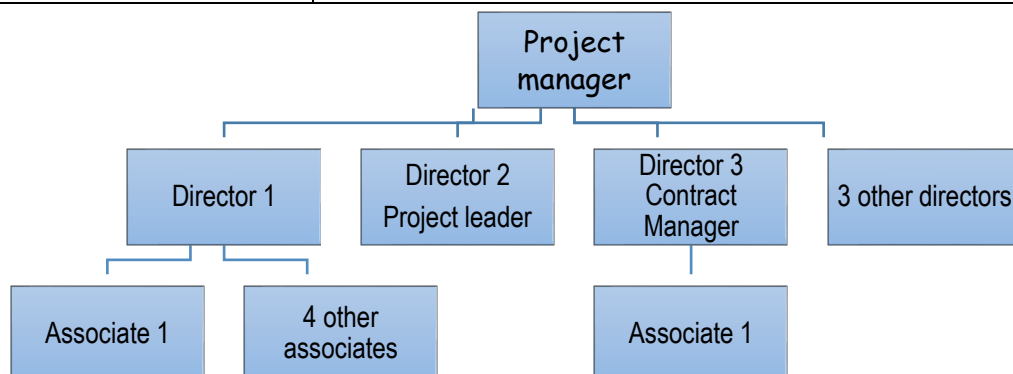 Project
manager
Director 1
Director 2
Project leader
Director 3
Contract
Manager
3 other directors
Associate 1
4 other
associates
Associate 1